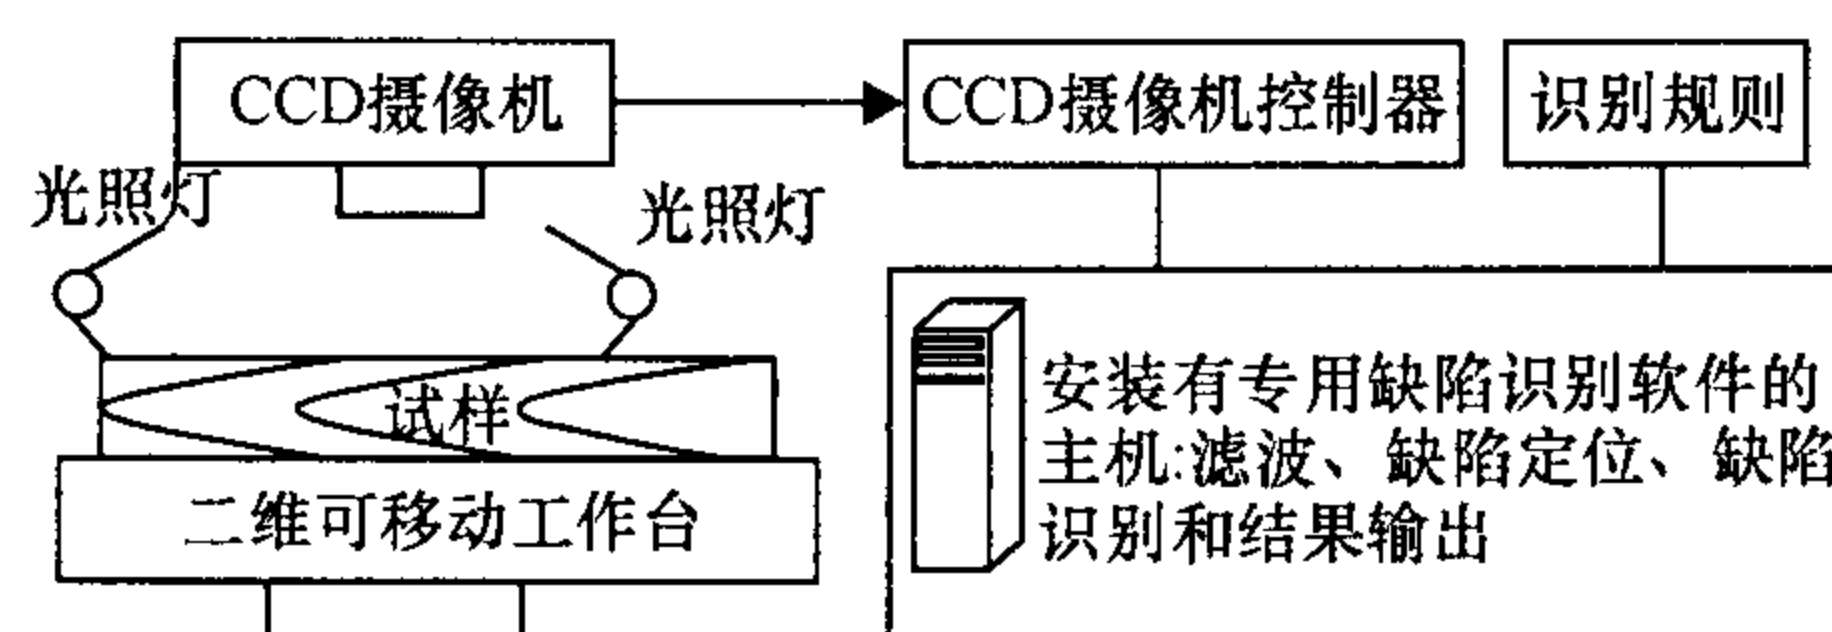 CCD摄像机
CCD摄像机控制器
识别规则
光照灯
光照灯
试样
二维可移动工作台
安装有专用缺陷识别软件的
主机:滤波、缺陷定位、缺陷
识别和结果输出